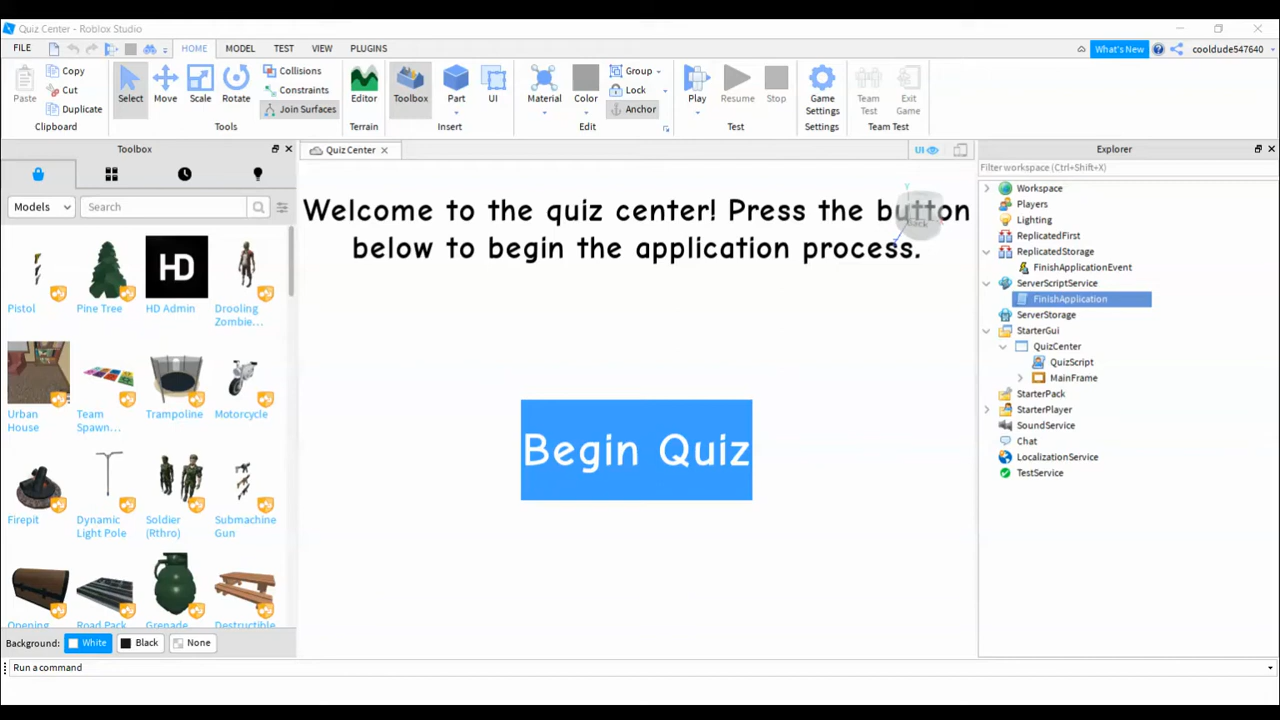 Quiz Center - Roblox Studio
FILE HOME MODEL TEST VIEW PLUGINS What's New cooldude547640
Paste Copy Cut Duplicate Clipboard
Select Move Scale Rotate Collisions Constraints Join Surfaces Tools
Editor Terrain
Toolbox Part UI Insert
Material Color Group Lock Anchor Edit
Play Resume Stop Test
Game Settings Settings
Team Test Exit Game Team Test
Toolbox
Models Search
Pistol Pine Tree HD Admin Drooling Zombie...
HD
Urban House Team Spawn... Trampoline Motorcycle
Firepit Dynamic Light Pole Soldier (Rthro) Submachine Gun
Opening Road Pack Grenade Destructible
Background: White Black None
Run a command
Quiz Center
UI
Welcome to the quiz center! Press the button
below to begin the application process.
Back
Y
Begin Quiz
Explorer
Filter workspace (Ctrl+Shift+X)
Workspace
Players
Lighting
ReplicatedFirst
ReplicatedStorage
FinishApplicationEvent
ServerScriptService
FinishApplication
ServerStorage
StarterGui
QuizCenter
QuizScript
MainFrame
StarterPack
StarterPlayer
SoundService
Chat
LocalizationService
TestService